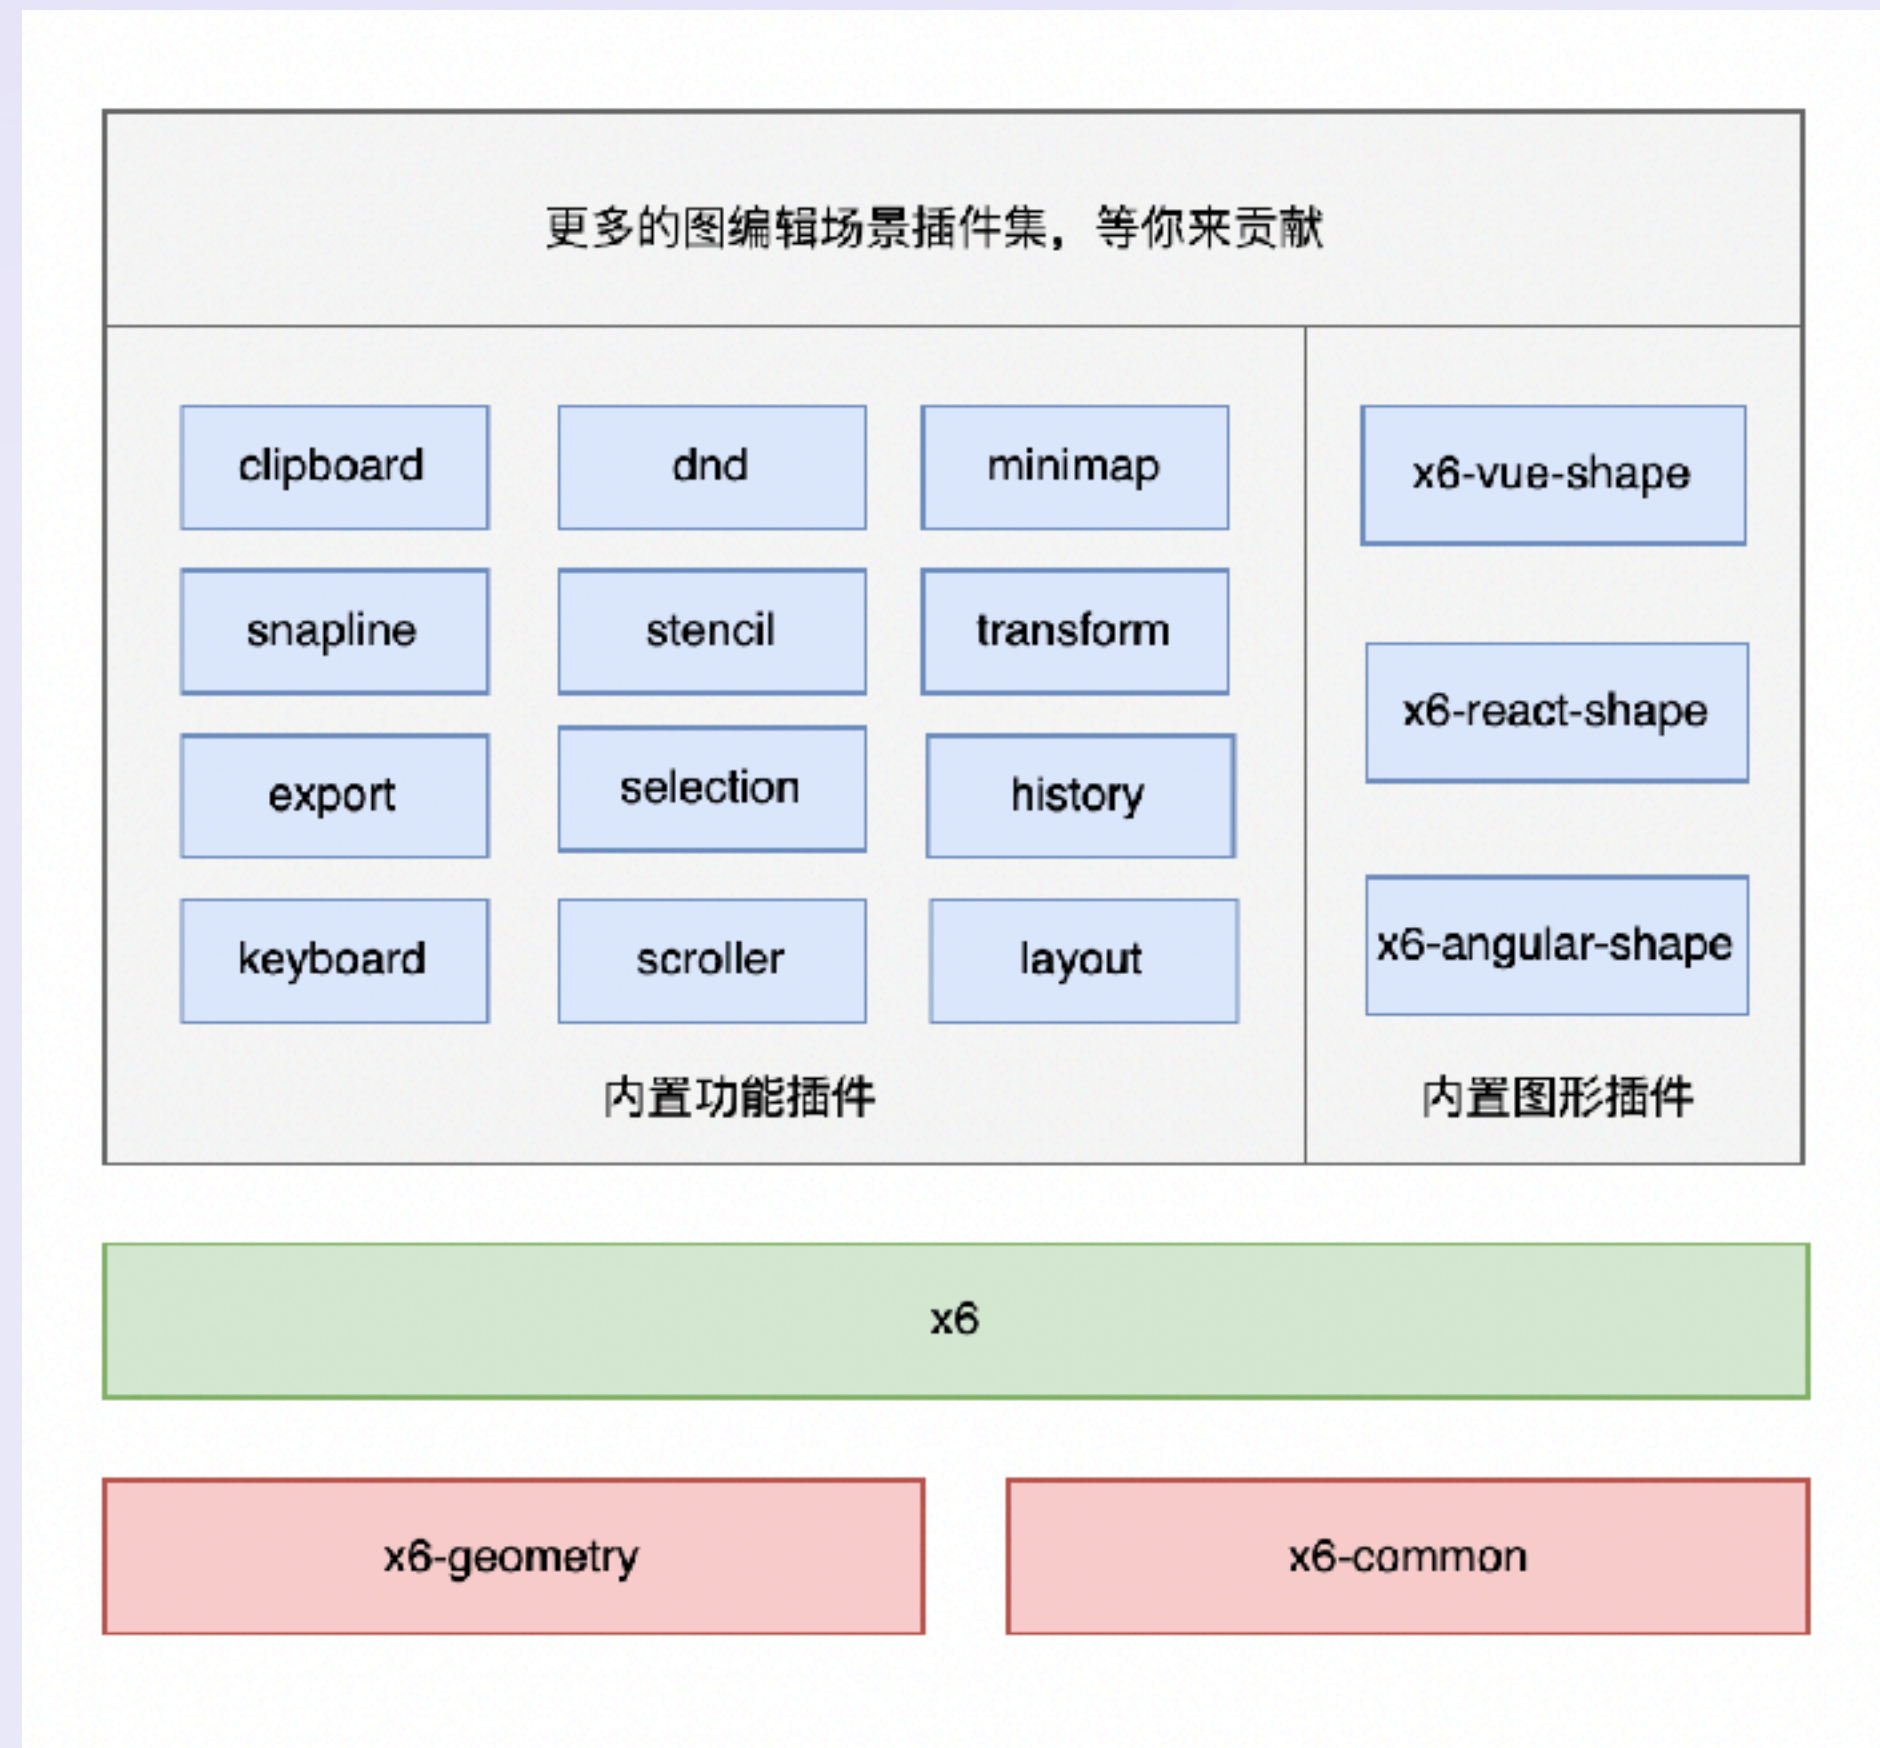 更多的图编辑场景插件集，等你来贡献
clipboard
dnd
minimap
x6-vue-shape
snapline
stencil
transform
x6-react-shape
export
selection
history
x6-angular-shape
keyboard
scroller
layout
内置功能插件
内置图形插件
x6
x6-geometry
x6-common